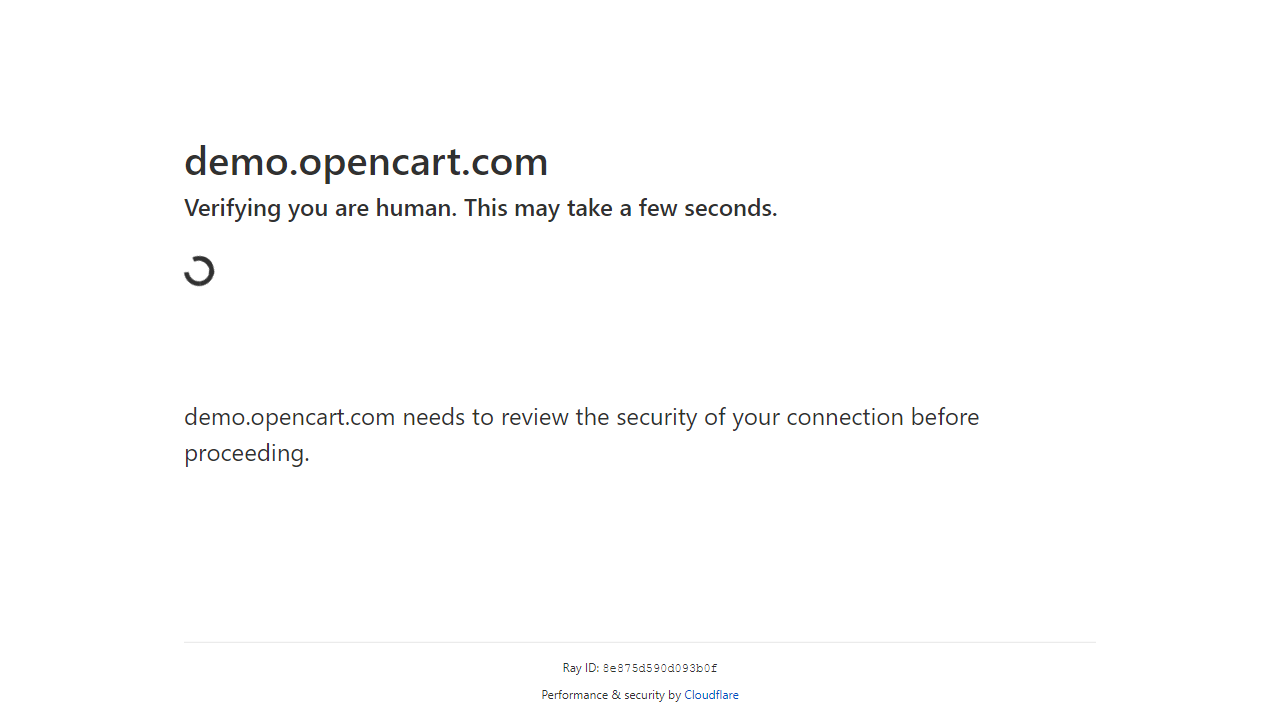 demo.opencart.com
Verifying you are human. This may take a few seconds.
demo.opencart.com needs to review the security of your connection before
proceeding.
Ray ID: 8e875d590d093b0f
Performance & security by Cloudflare